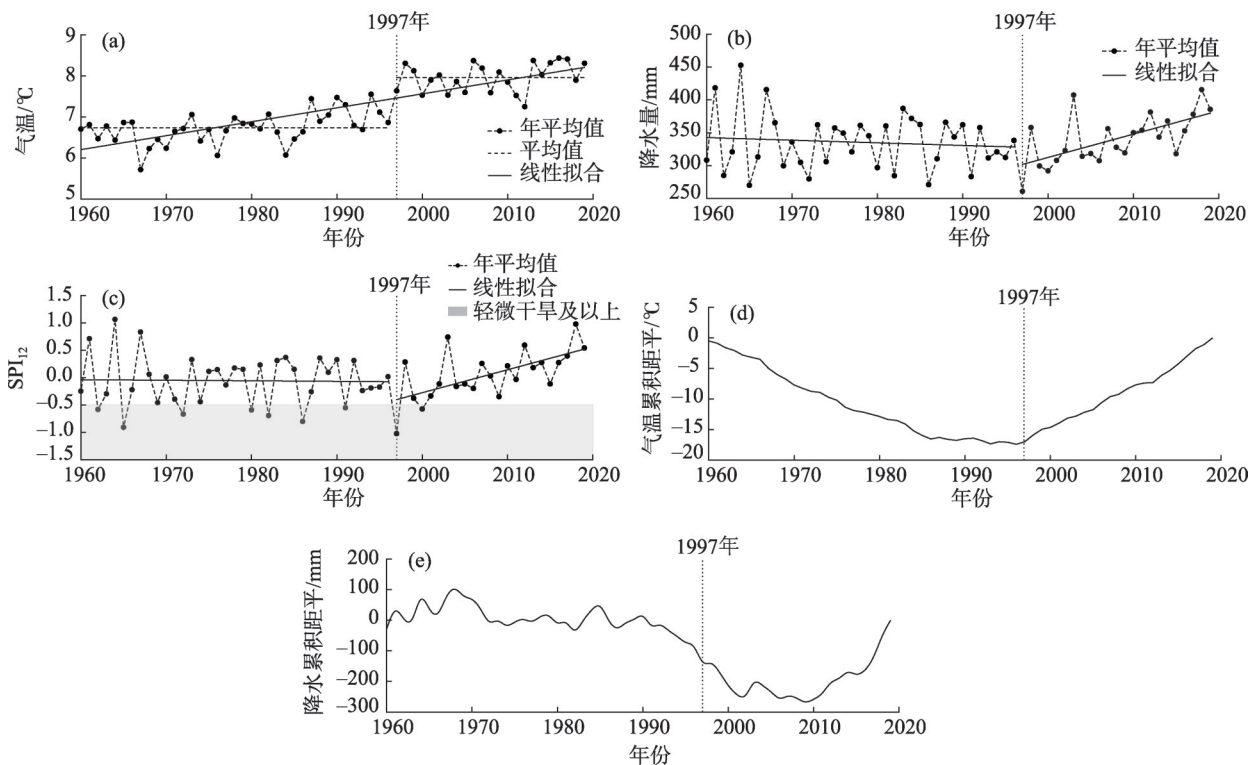 1997年
(a)
9
8
7
6
5
气温/℃
年平均值
平均值
线性拟合
1960 1970 1980 1990 2000 2010 2020
年份
1997年
(b)
500
450
400
350
300
250
降水量/mm
年平均值
线性拟合
1960 1970 1980 1990 2000 2010 2020
年份
1997年
(c)
年平均值
线性拟合
轻微干旱及以上
1.5
1.0
0.5
0.0
−0.5
−1.0
−1.5
SPI12
1960 1970 1980 1990 2000 2010 2020
年份
1997年
(d)
5
0
−5
−10
−15
−20
气温累积距平/℃
1960 1970 1980 1990 2000 2010 2020
年份
1997年
(e)
200
100
0
−100
−200
−300
降水累积距平/mm
1960 1970 1980 1990 2000 2010 2020
年份